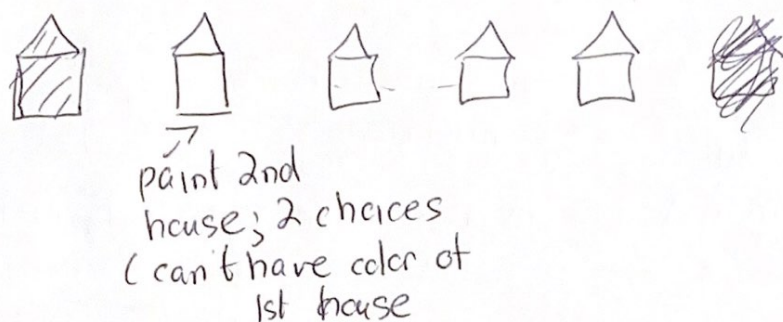 paint 2nd
house; 2 choices
(can't have color of
1st house